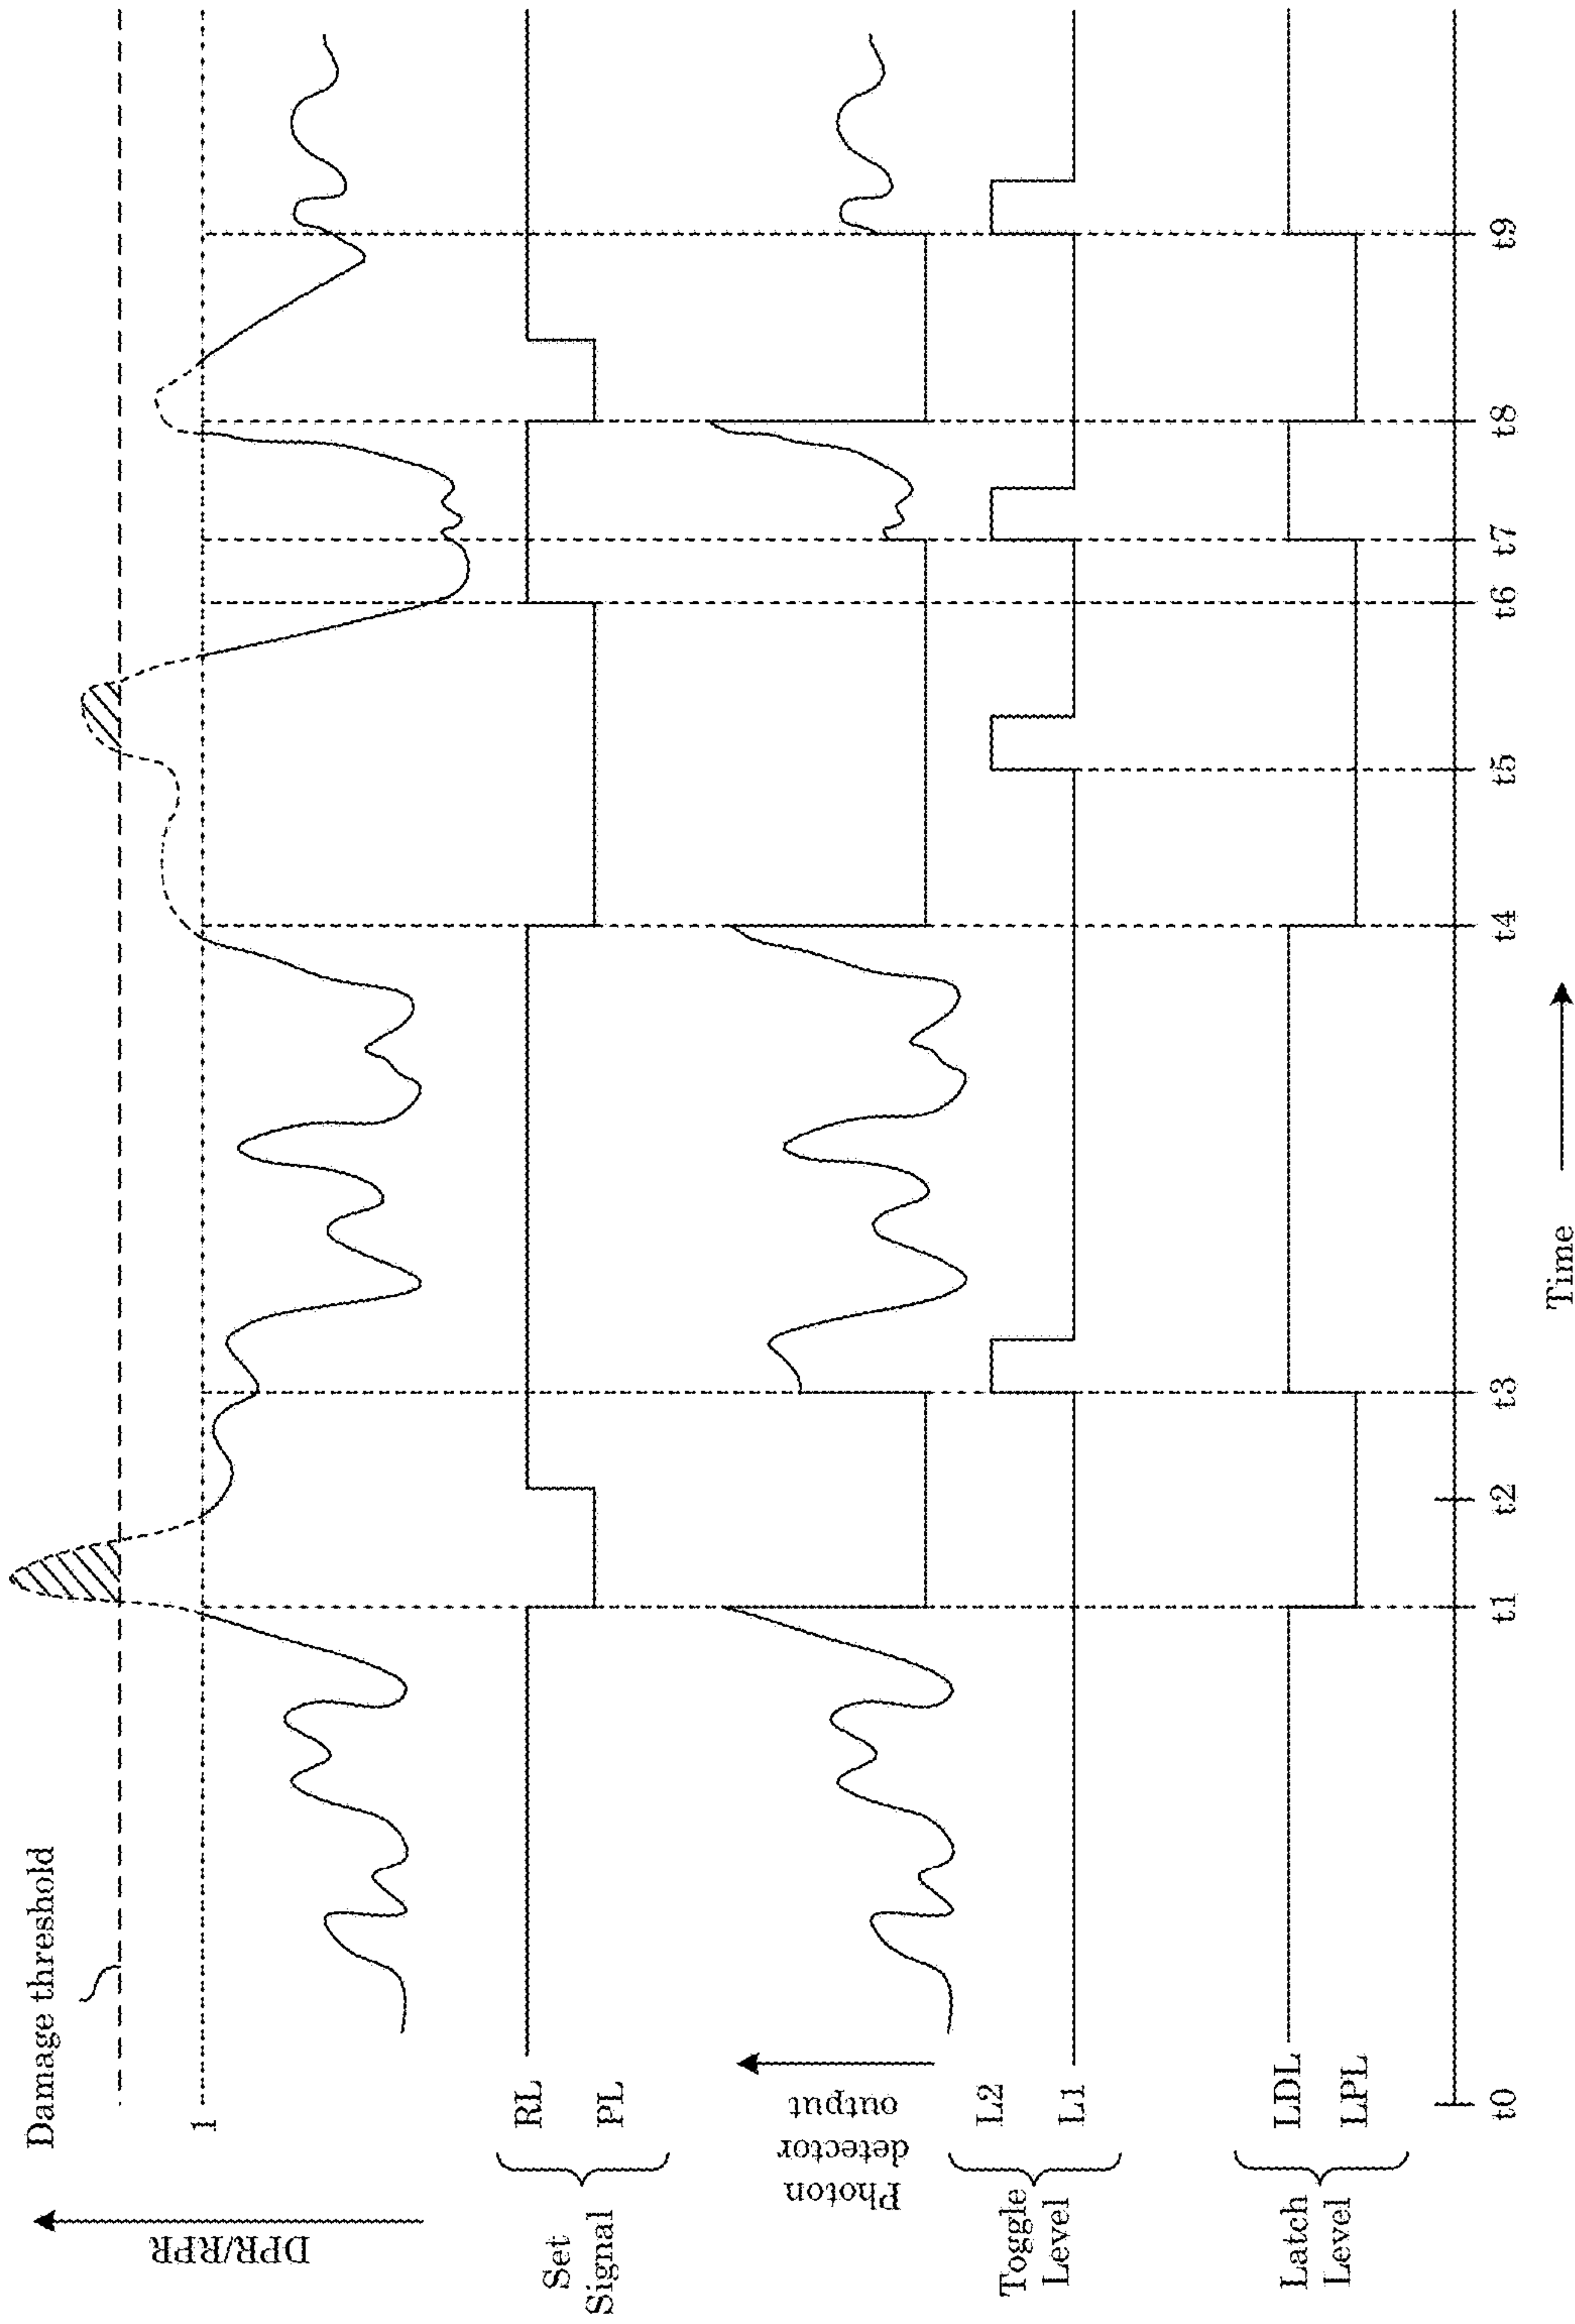 Damage threshold
DPR/RPR
1
Set
Signal
RL
PL
Photon
detector
output
Toggle
Level
L2
L1
Latch
Level
LDL
LPL
t0
t1
t2
t3
t4
t5
t6
t7
t8
t9
Time